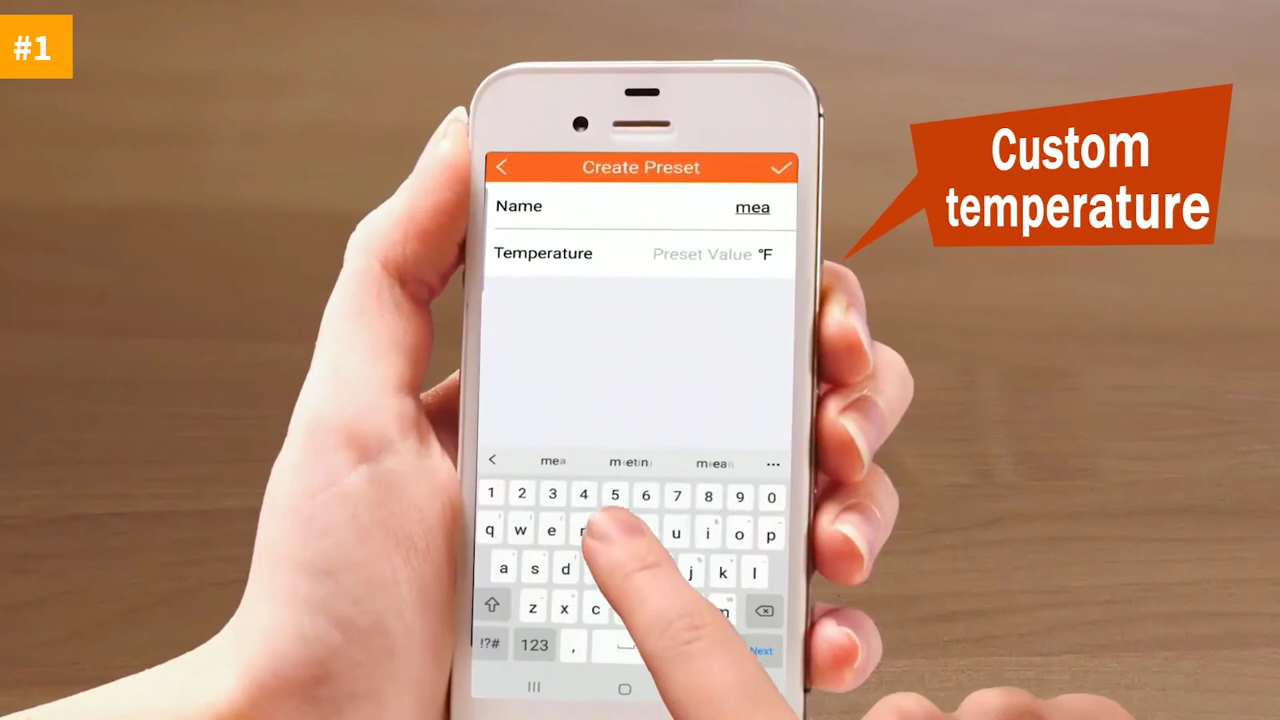 #1
Custom
temperature
Create Preset
Name mea
Temperature Preset Value °F
mea
1 2 3 4 5 6 7 8 9 0
q w e u i o p
a s d j k l
z x c m
!?# 123 , Next